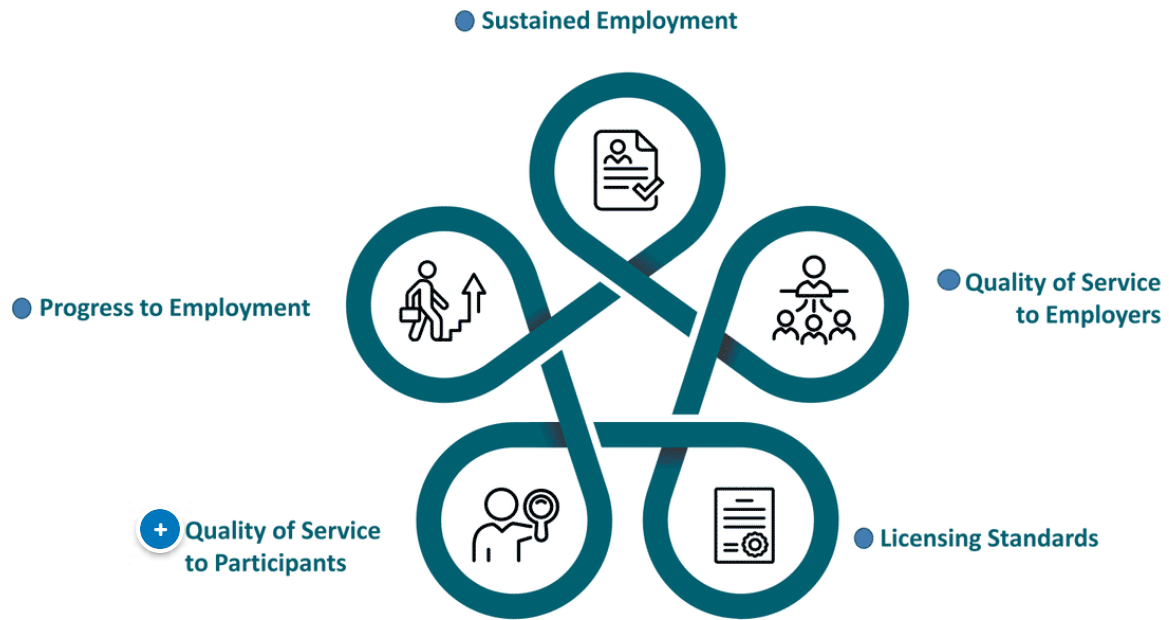 Sustained Employment
Quality of Service
to Employers
Progress to Employment
Quality of Service
to Participants
Licensing Standards